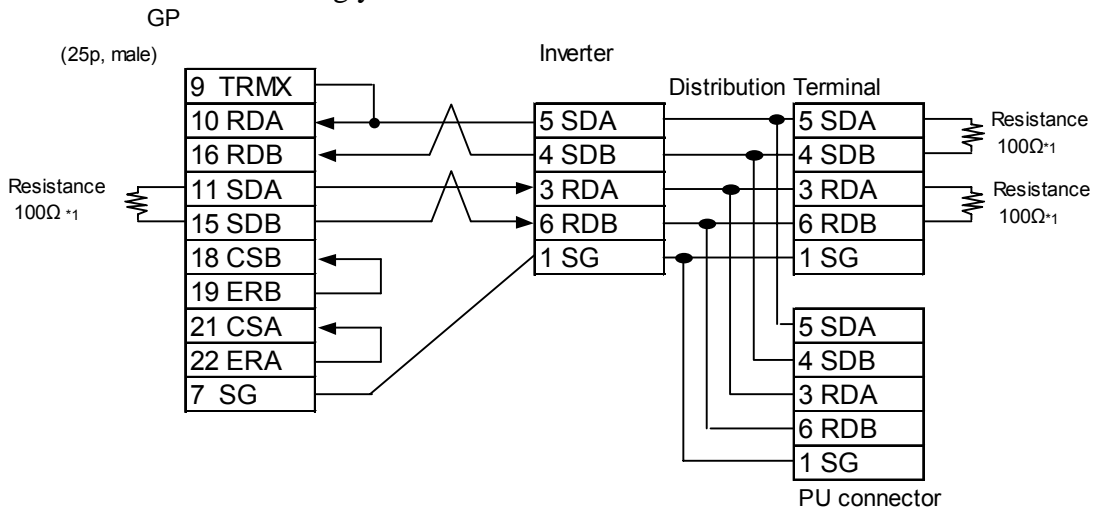 GP
(25p, male)
9 TRMX
10 RDA
16 RDB
11 SDA
15 SDB
18 CSB
19 ERB
21 CSA
22 ERA
7 SG
Resistance
100Ω *1
Inverter
5 SDA
4 SDB
3 RDA
6 RDB
1 SG
Distribution Terminal
5 SDA
4 SDB
3 RDA
6 RDB
1 SG
Resistance
100Ω*1
Resistance
100Ω*1
5 SDA
4 SDB
3 RDA
6 RDB
1 SG
PU connector